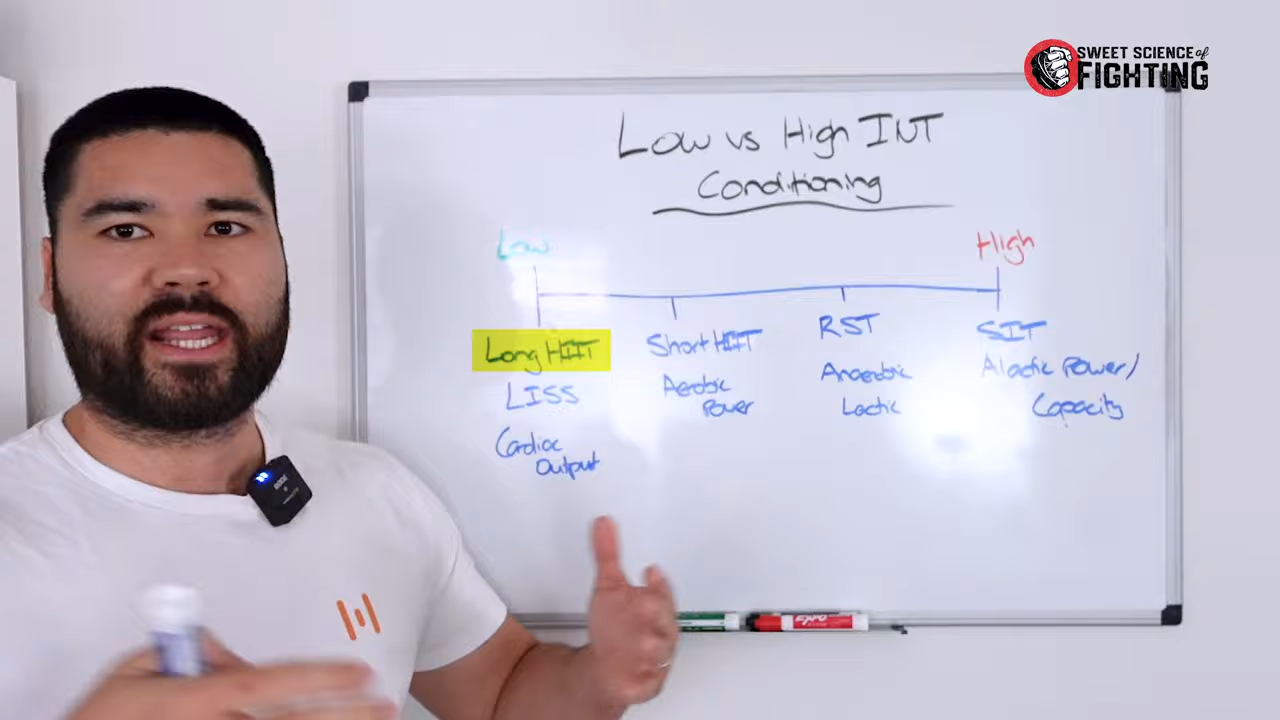 SWEET SCIENCE of
FIGHTING
Low vs High INT
Conditioning
Low
High
Long HIIT
LISS
Cardiac
Output
Short HIIT
Aerobic
Power
RST
Anaerobic
Lactic
SIT
Alactic Power/
Capacity
EXPO